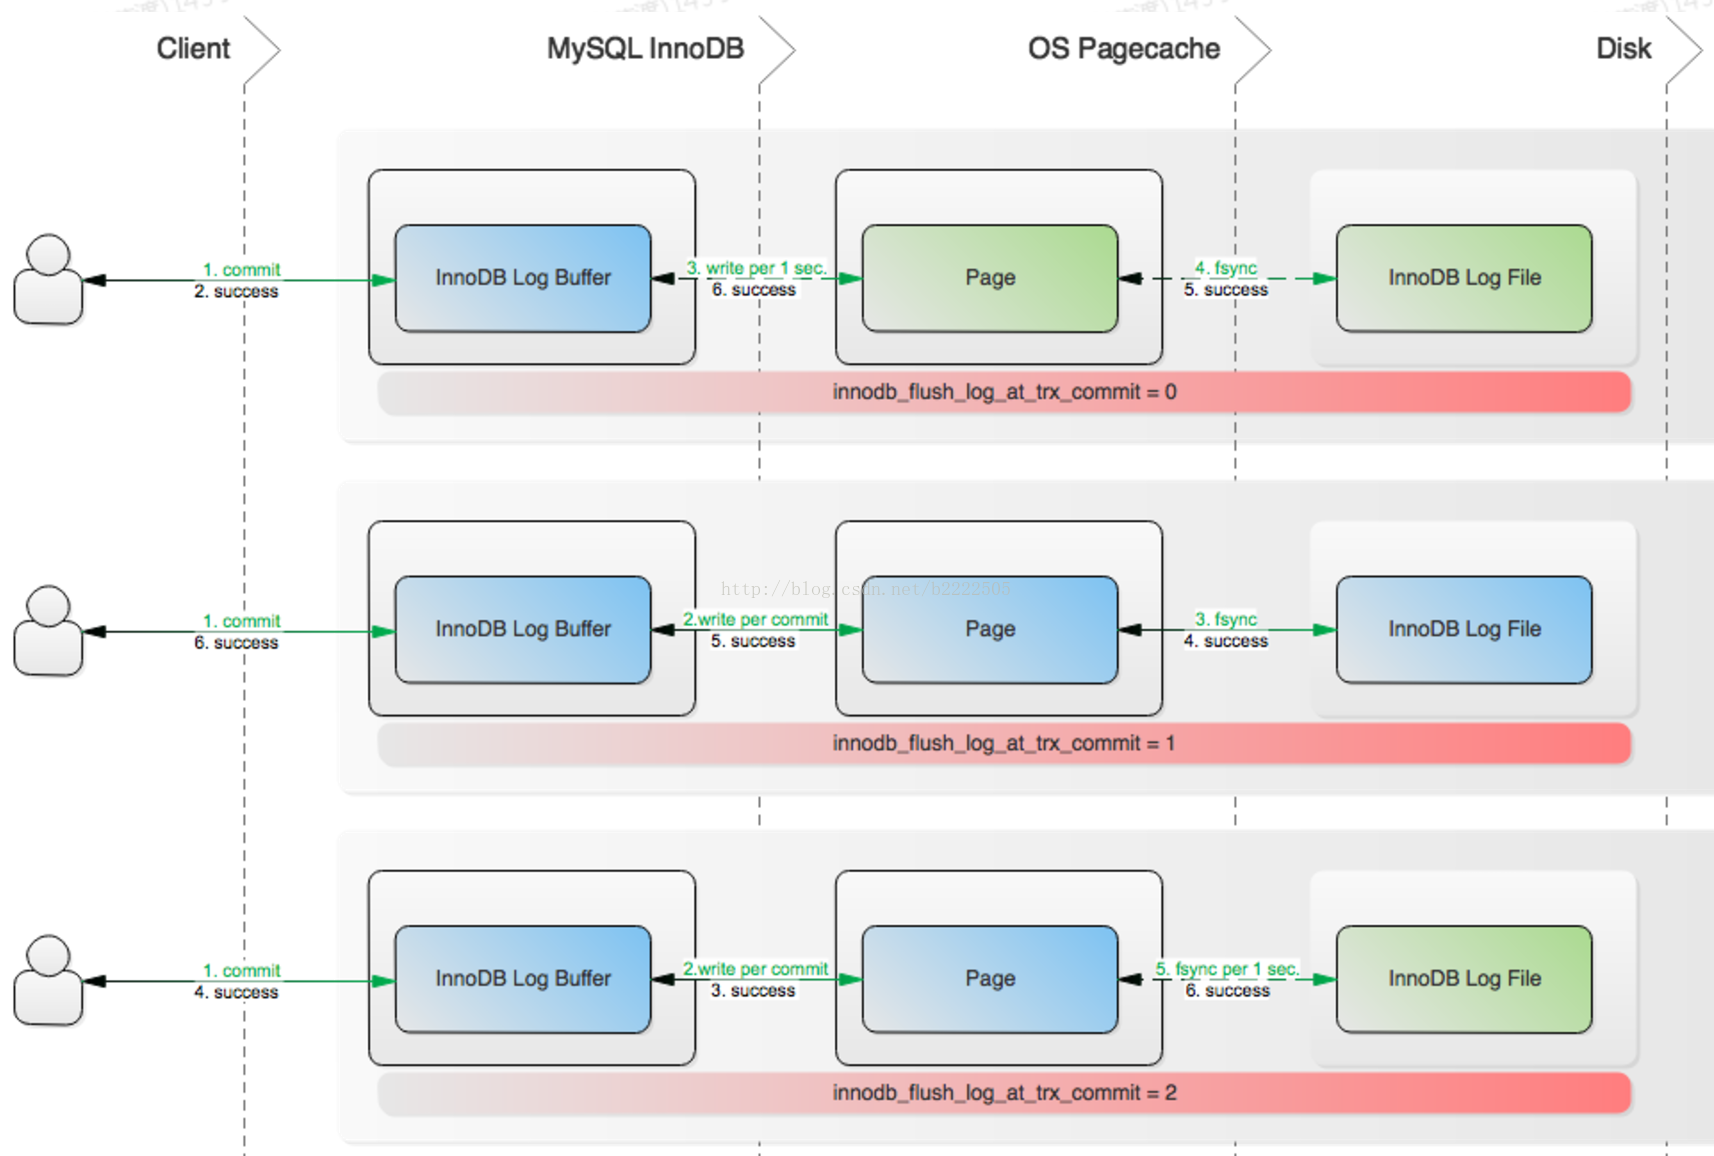 Client
MySQL InnoDB
OS Pagecache
Disk
1. commit
2. success
InnoDB Log Buffer
3. write per 1 sec.
6. success
Page
4. fsync
5. success
InnoDB Log File
innodb_flush_log_at_trx_commit = 0
http://blog.csdn.net/b2222505
1. commit
6. success
InnoDB Log Buffer
2.write per commit
5. success
Page
3. fsync
4. success
InnoDB Log File
innodb_flush_log_at_trx_commit = 1
1. commit
4. success
InnoDB Log Buffer
2.write per commit
3. success
Page
5. fsync per 1 sec.
6. success
InnoDB Log File
innodb_flush_log_at_trx_commit = 2